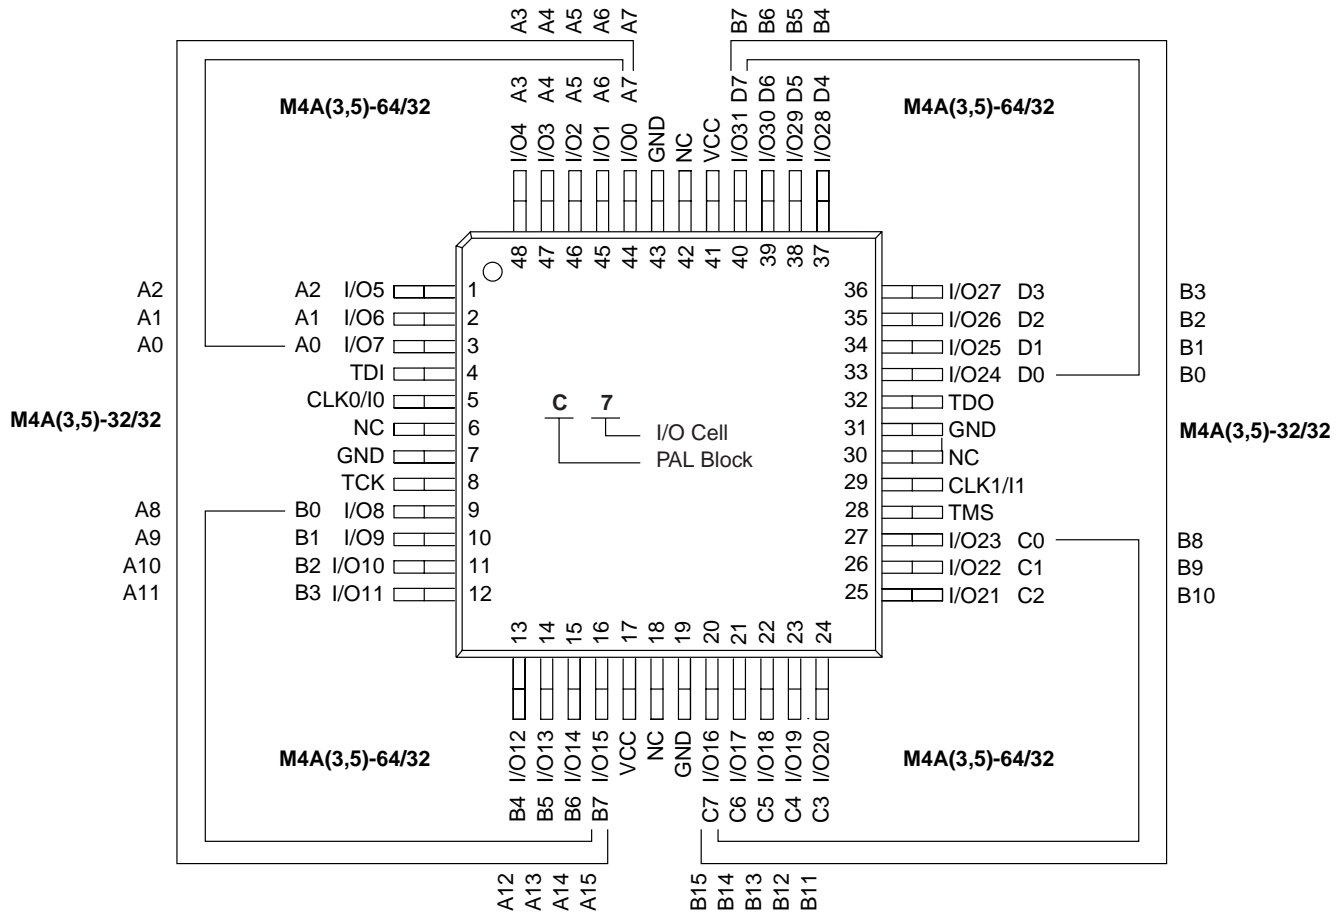 A3 A4 A5 A6 A7 B7 B6 B5 B4
A3 A4 A5 A6 A7 D7 D6 D5 D4
M4A(3,5)-64/32 M4A(3,5)-64/32
I/O4 I/O3 I/O2 I/O1 I/O0 GND NC VCC I/O31 I/O30 I/O29 I/O28
48 47 46 45 44 43 42 41 40 39 38 37
A2 A2 I/O5 1 36 I/O27 D3 B3
A1 A1 I/O6 2 35 I/O26 D2 B2
A0 A0 I/O7 3 34 I/O25 D1 B1
TDI 4 33 I/O24 D0 B0
CLK0/I0 5 C 7 32 TDO
M4A(3,5)-32/32 NC 6 I/O Cell 31 GND M4A(3,5)-32/32
GND 7 PAL Block 30 NC
TCK 8 29 CLK1/I1
A8 B0 I/O8 9 28 TMS
A9 B1 I/O9 10 27 I/O23 C0 B8
A10 B2 I/O10 11 26 I/O22 C1 B9
A11 B3 I/O11 12 25 I/O21 C2 B10
13 14 15 16 17 18 19 20 21 22 23 24
I/O12 I/O13 I/O14 I/O15 VCC NC GND I/O16 I/O17 I/O18 I/O19 I/O20
M4A(3,5)-64/32 M4A(3,5)-64/32
B4 B5 B6 B7 C7 C6 C5 C4 C3
A12 A13 A14 A15 B15 B14 B13 B12 B11